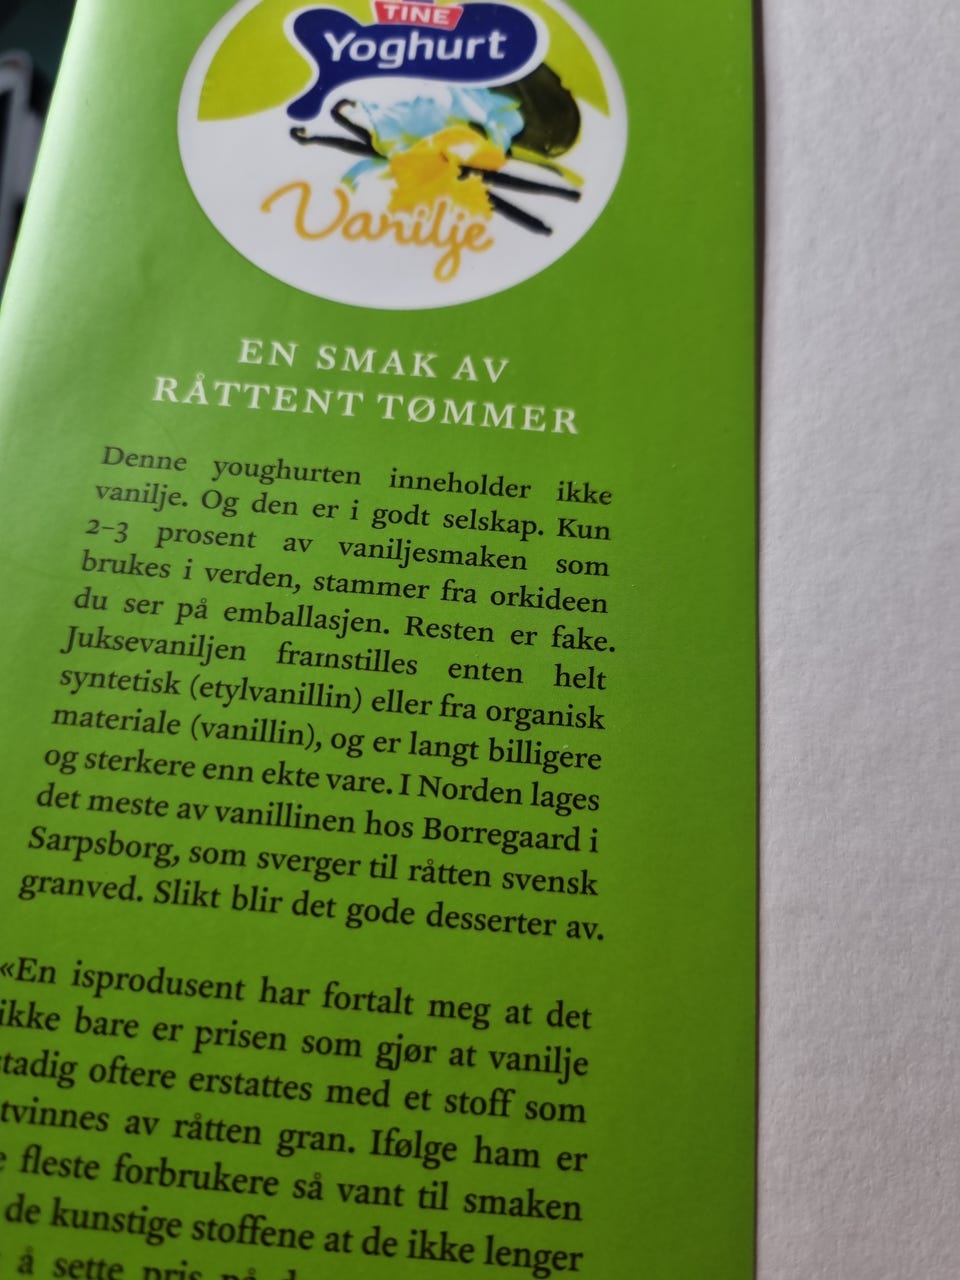 TINE
Yoghurt
Vanilje
EN SMAK AV
RÅTTENT TØMMER
Denne youghurten inneholder ikke
vanilje. Og den er i godt selskap. Kun
2–3 prosent av vaniljesmaken som
brukes i verden, stammer fra orkideen
du ser på emballasjen. Resten er fake.
Juksevaniljen framstilles enten helt
syntetisk (etylvanillin) eller fra organisk
materiale (vanillin), og er langt billigere
og sterkere enn ekte vare. I Norden lages
det meste av vanillinen hos Borregaard i
Sarpsborg, som sverger til råtten svensk
granved. Slikt blir det gode desserter av.
«En isprodusent har fortalt meg at det
ikke bare er prisen som gjør at vanilje
tadig oftere erstattes med et stoff som
tvinnes av råtten gran. Ifølge ham er
fleste forbrukere så vant til smaken
de kunstige stoffene at de ikke lenger
å sette pris på